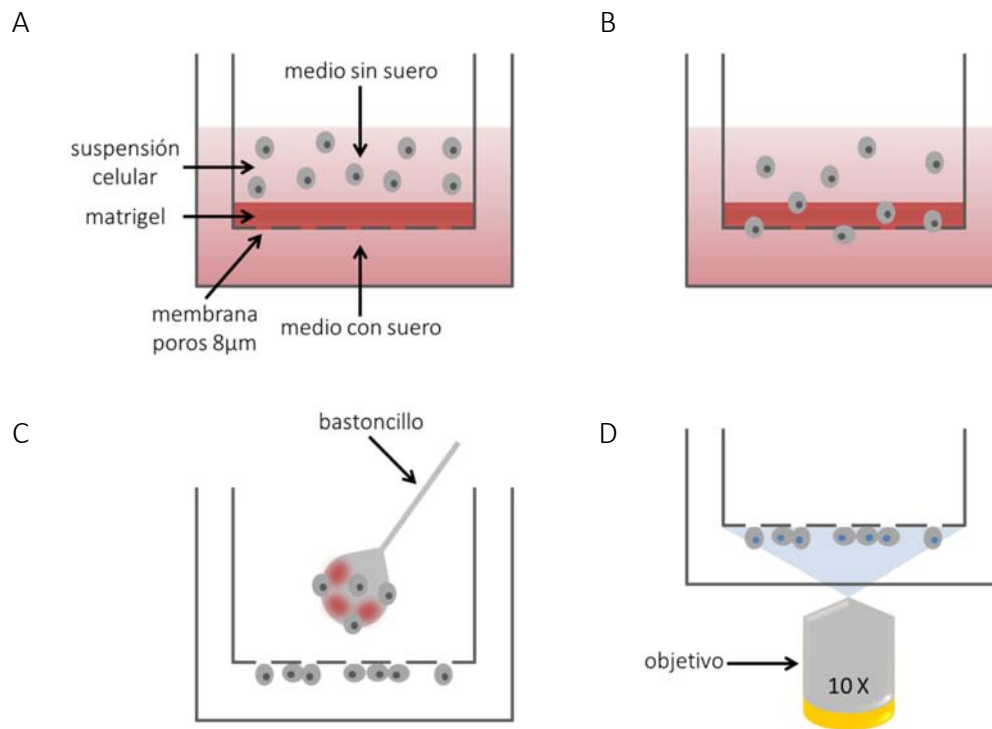 A
B
medio sin suero
suspensión
celular
matrigel
membrana
poros 8µm
medio con suero
C
bastoncillo
D
objetivo
10 X